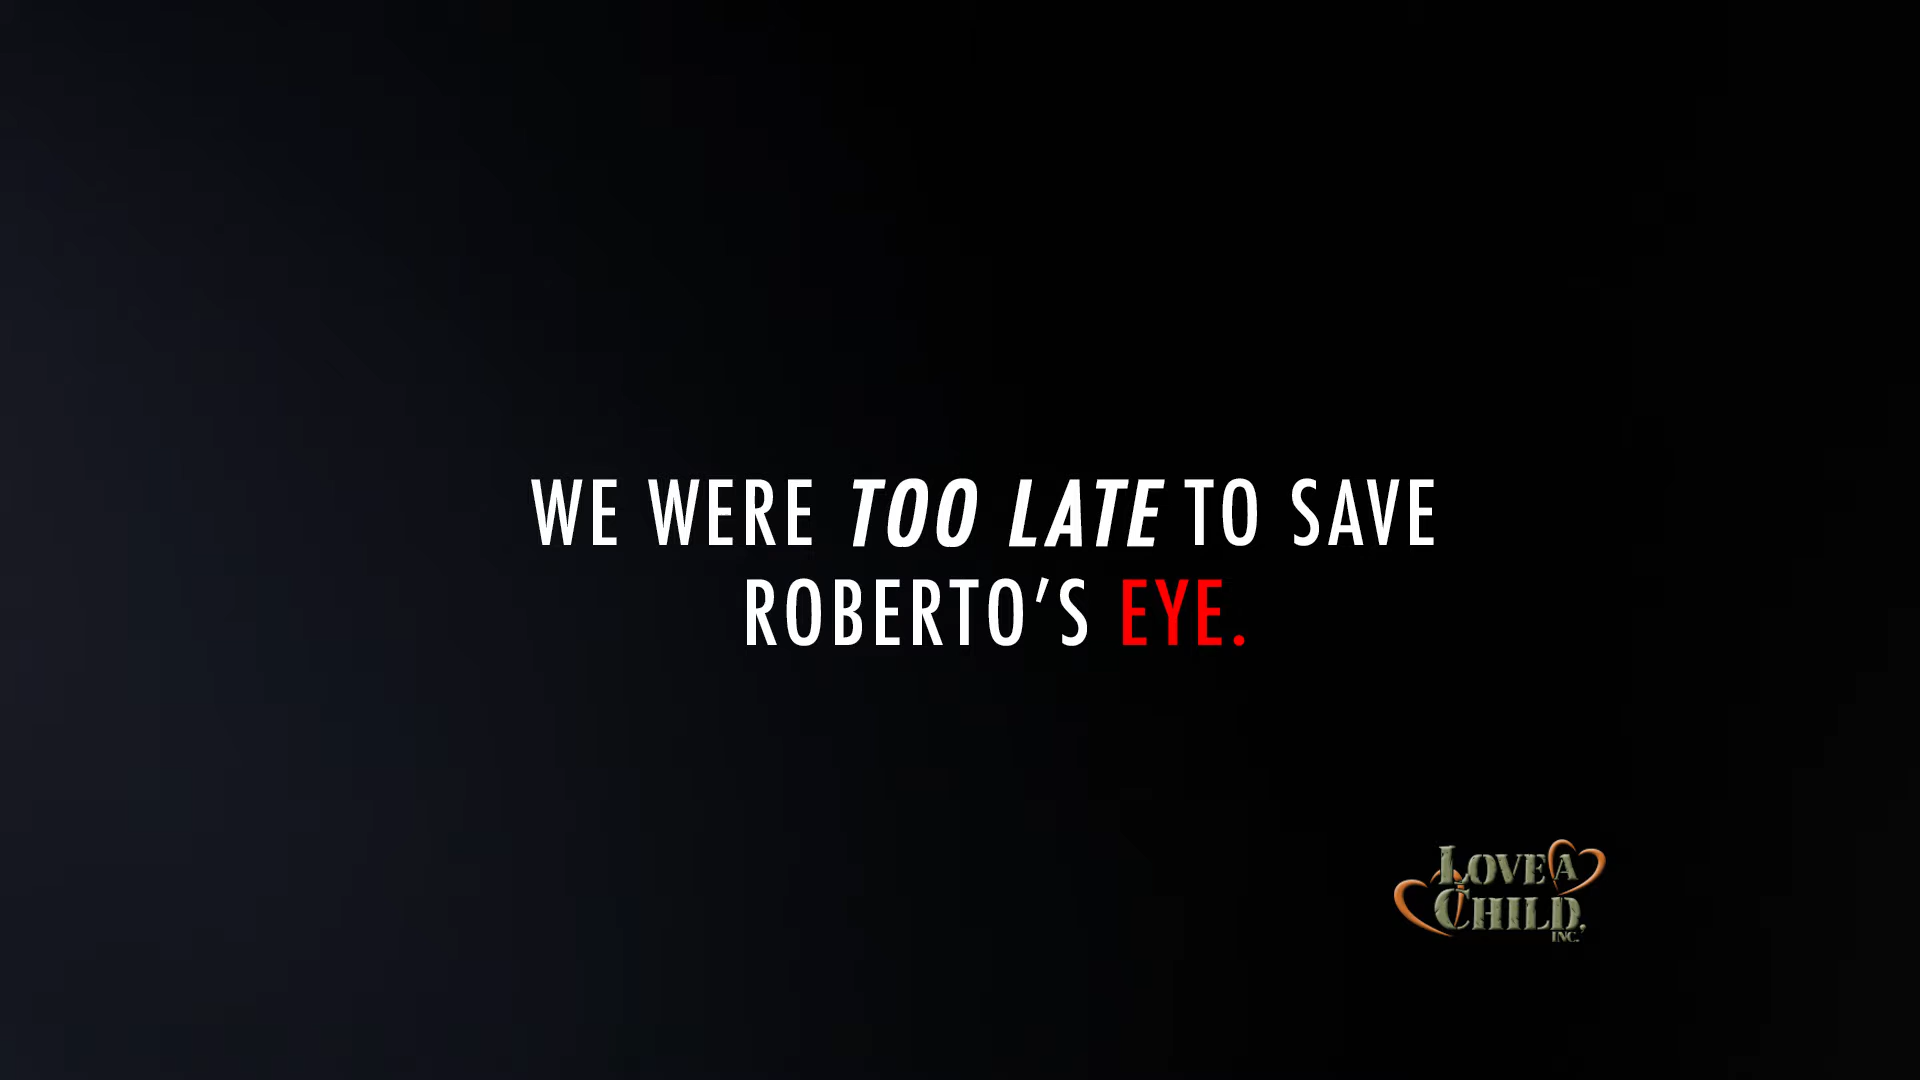 WE WERE TOO LATE TO SAVE
ROBERTO’S EYE.
LOVE A
CHILD,
INC.